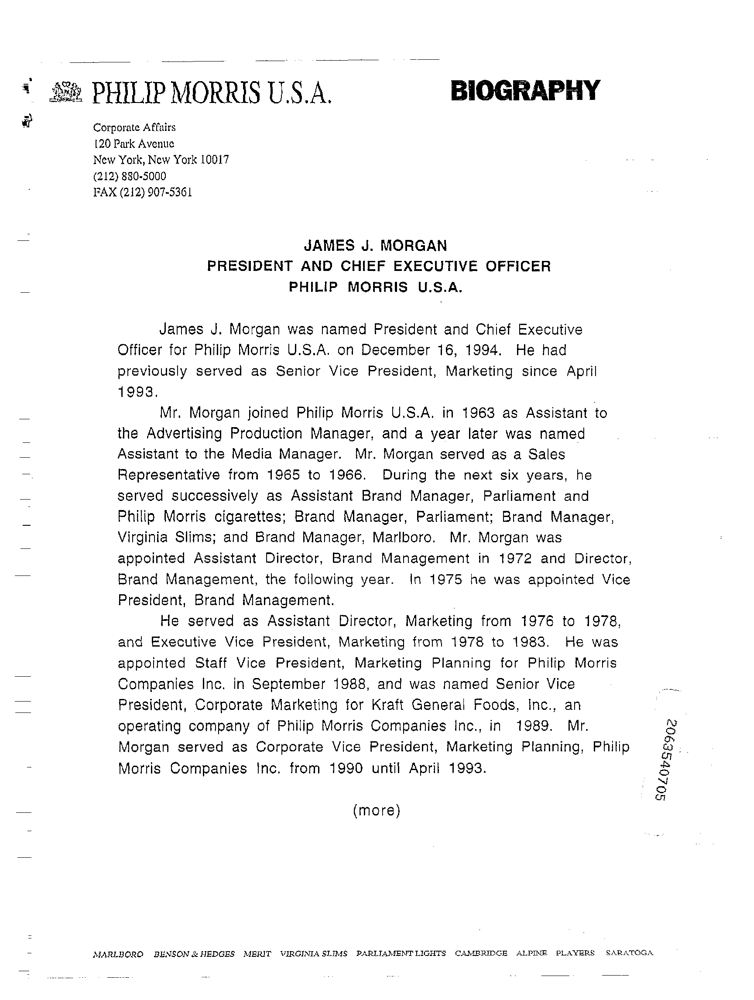 PHILIP MORRIS U.S.A.
BIOGRAPHY
Corporate Affairs
120 Park Avenue
New York, New York 10017
(212) 880-5000
FAX (212) 907-5361
JAMES J. MORGAN
PRESIDENT AND CHIEF EXECUTIVE OFFICER
PHILIP MORRIS U.S.A.
James J. Morgan was named President and Chief Executive
Officer for Philip Morris U.S.A. on December 16, 1994. He had
previously served as Senior Vice President, Marketing since April
1993.
Mr. Morgan joined Philip Morris U.S.A. in 1963 as Assistant to
the Advertising Production Manager, and a year later was named
Assistant to the Media Manager. Mr. Morgan served as a Sales
Representative from 1965 to 1966. During the next six years, he
served successively as Assistant Brand Manager, Parliament and
Philip Morris cigarettes; Brand Manager, Parliament; Brand Manager,
Virginia Slims; and Brand Manager, Marlboro. Mr. Morgan was
appointed Assistant Director, Brand Management in 1972 and Director,
Brand Management, the following year. In 1975 he was appointed Vice
President, Brand Management.
He served as Assistant Director, Marketing from 1976 to 1978,
and Executive Vice President, Marketing from 1978 to 1983. He was
appointed Staff Vice President, Marketing Planning for Philip Morris
Companies Inc. in September 1988, and was named Senior Vice
President, Corporate Marketing for Kraft General Foods, Inc., an
operating company of Philip Morris Companies Inc., in 1989. Mr.
Morgan served as Corporate Vice President, Marketing Planning, Philip
Morris Companies Inc. from 1990 until April 1993.
(more)
2063540705
MARLBORO BENSON & HEDGES MERIT VIRGINIA SLIMS PARLIAMENT LIGHTS CAMBRIDGE ALPINE PLAYERS SARATOGA